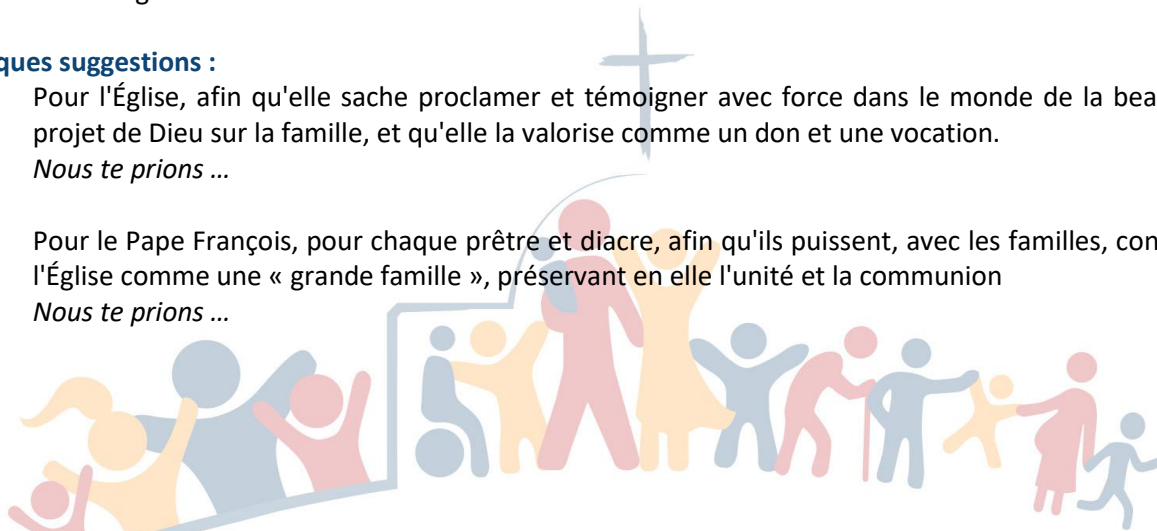 ques suggestions :
Pour l'Église, afin qu'elle sache proclamer et témoigner avec force dans le monde de la
projet de Dieu sur la famille, et qu'elle la valorise comme un don et une vocation.
Nous te prions …
Pour le Pape François, pour chaque prêtre et diacre, afin qu'ils puissent, avec les familles,
l'Église comme une « grande famille », préservant en elle l'unité et la communion
Nous te prions …